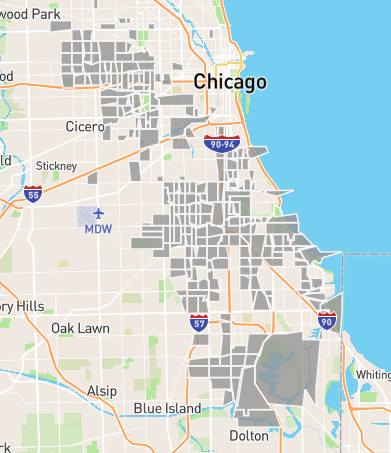 wood Park
Chicago
od
Cicero
90-94
ld
Stickney
55
MDW
ory Hills
57
90
Oak Lawn
Whiting
Alsip
Blue Island
Dolton
rk